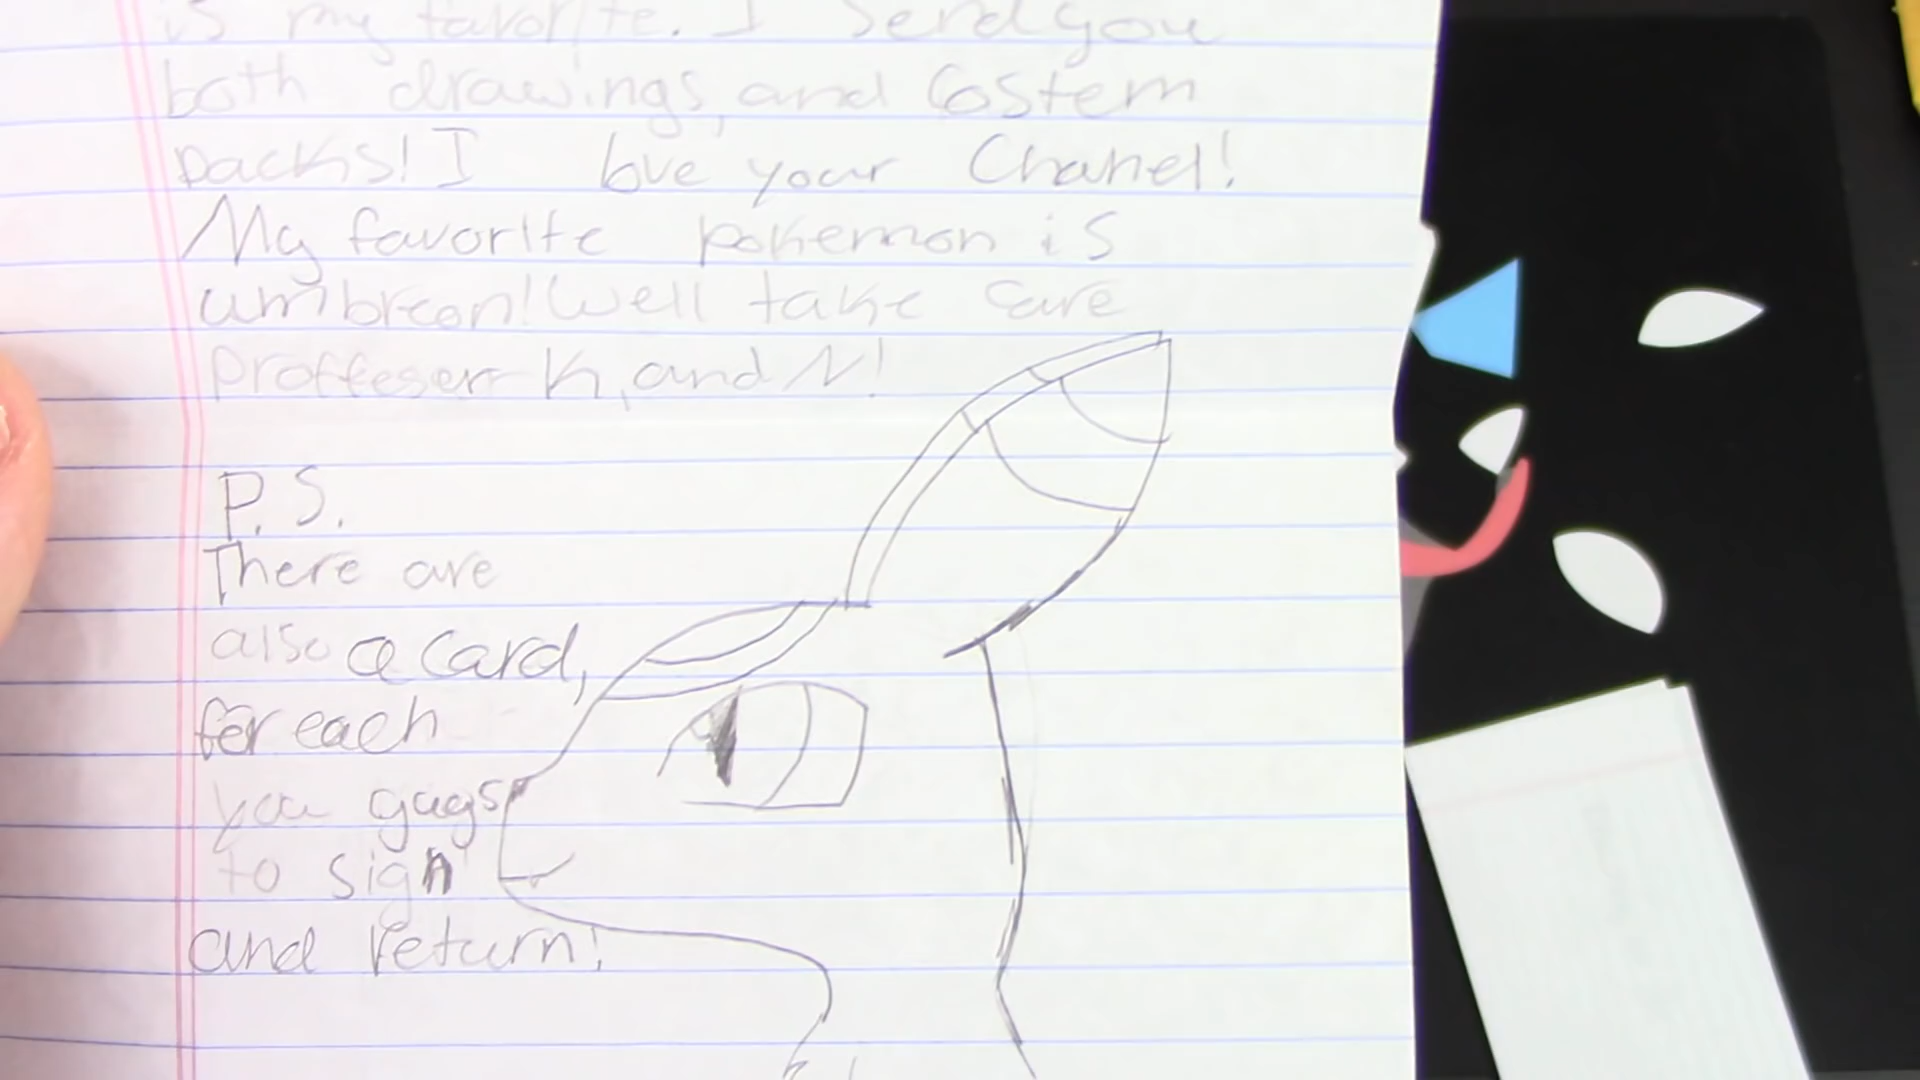 is my favorite. I send you
both drawings, and Costem
packs! I love your Chanel!
My favorite pokemon is
umbreon! Well take care
proffeser K, and N!
P.S.
There are
also a card,
for each
you guys
to sign
and return!